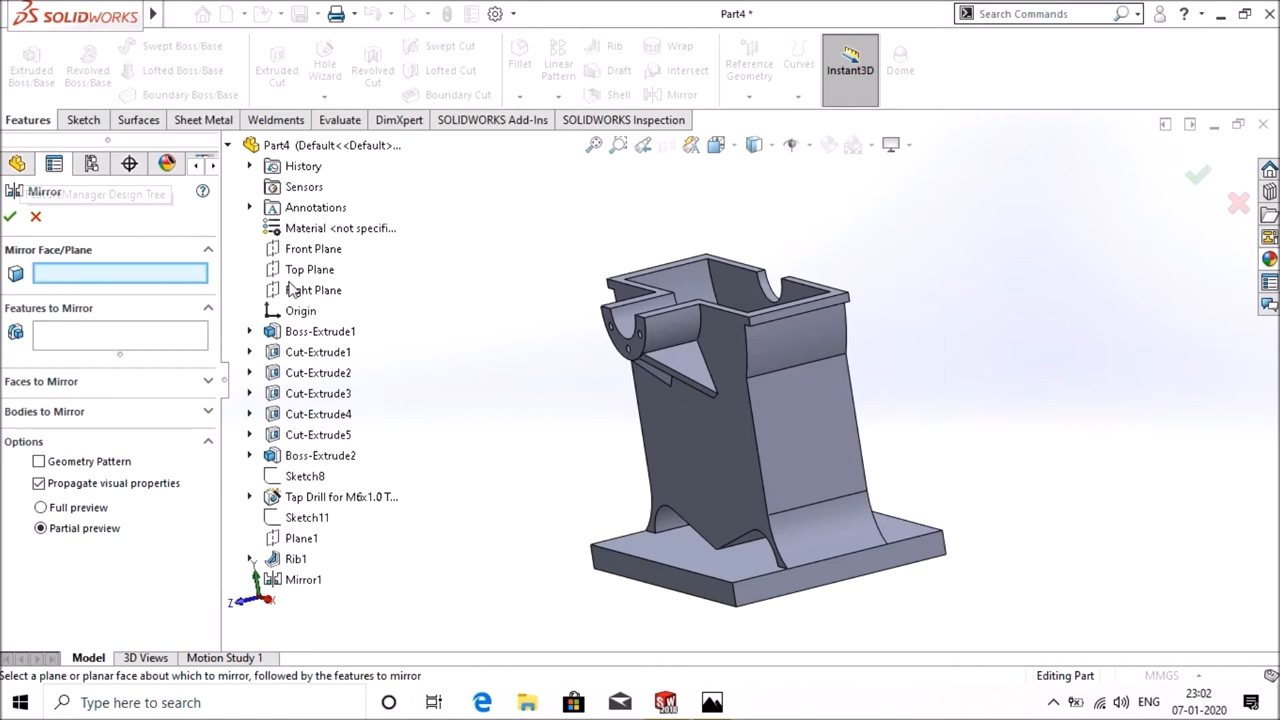 SOLIDWORKS
Part4 *
Search Commands
?
Extruded Boss/Base
Revolved Boss/Base
Swept Boss/Base
Lofted Boss/Base
Boundary Boss/Base
Extruded Cut
Hole Wizard
Revolved Cut
Swept Cut
Lofted Cut
Boundary Cut
Fillet
Linear Pattern
Rib
Draft
Shell
Wrap
Intersect
Mirror
Reference Geometry
Curves
Instant3D
Dome
Features
Sketch
Surfaces
Sheet Metal
Weldments
Evaluate
DimXpert
SOLIDWORKS Add-Ins
SOLIDWORKS Inspection
Mirror
Manager Design Tree
Mirror Face/Plane
Features to Mirror
Faces to Mirror
Bodies to Mirror
Options
Geometry Pattern
Propagate visual properties
Full preview
Partial preview
Part4 (Default<<Default>...
History
Sensors
Annotations
Material <not specifi...
Front Plane
Top Plane
Right Plane
Origin
Boss-Extrude1
Cut-Extrude1
Cut-Extrude2
Cut-Extrude3
Cut-Extrude4
Cut-Extrude5
Boss-Extrude2
Sketch8
Tap Drill for M6x1.0 T...
Sketch11
Plane1
Rib1
Mirror1
Y
Z
X
Model
3D Views
Motion Study 1
Select a plane or planar face about which to mirror, followed by the features to mirror
Editing Part
MMGS
Type here to search
SW
2018
ENG
23:02
07-01-2020